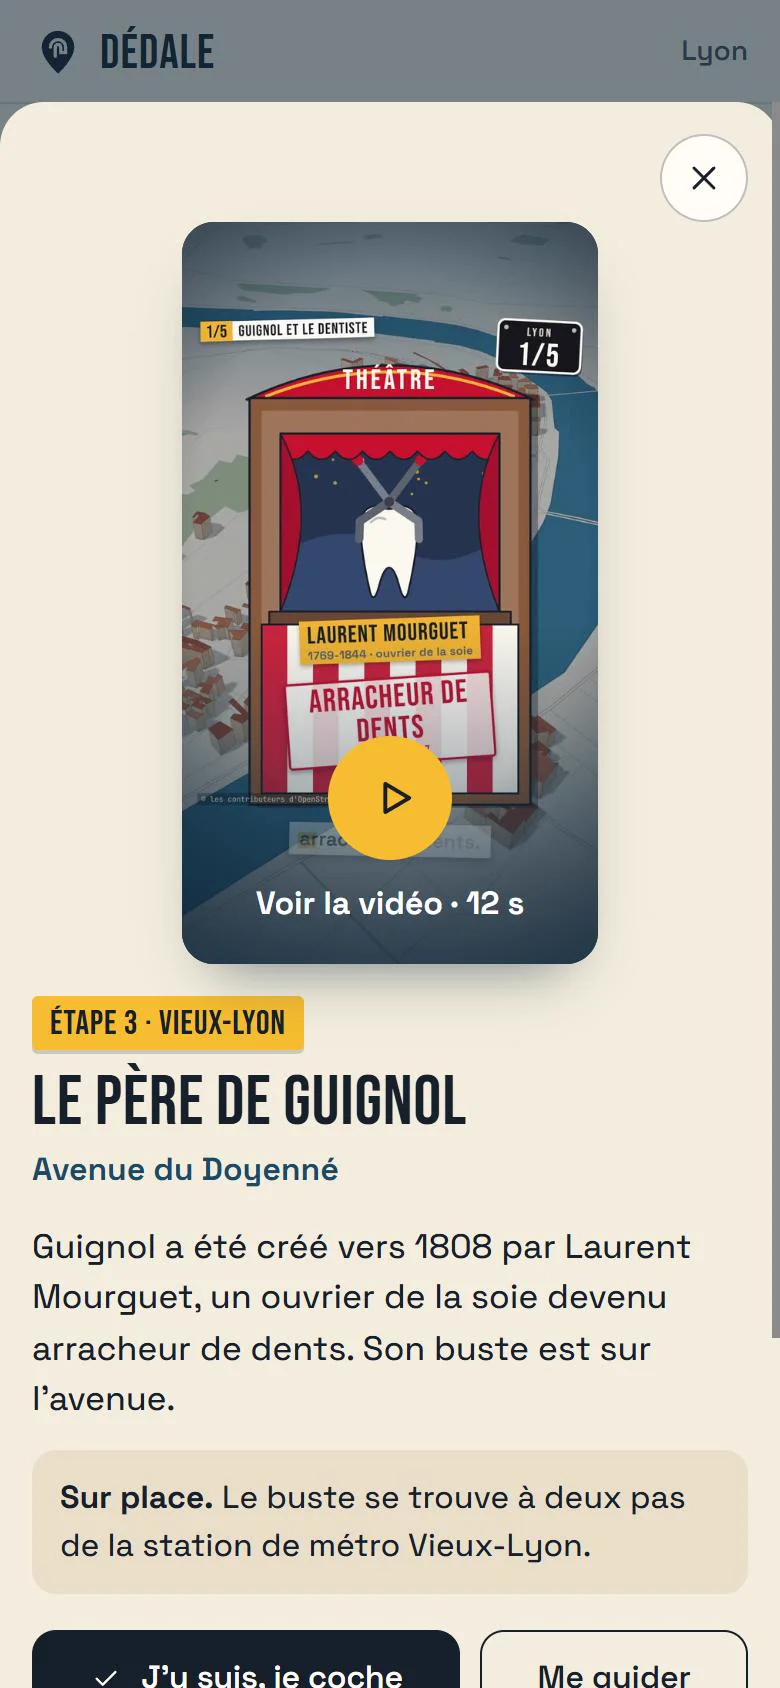 DÉDALE
Lyon
1/5 GUIGNOL ET LE DENTISTE
LYON
1/5
THÉÂTRE
LAURENT MOURGUET
1769-1844 · ouvrier de la soie
ARRACHEUR DE
DENTS
© les contributeurs d'OpenStr
Voir la vidéo · 12 s
ÉTAPE 3 · VIEUX-LYON
LE PÈRE DE GUIGNOL
Avenue du Doyenné
Guignol a été créé vers 1808 par Laurent
Mourguet, un ouvrier de la soie devenu
arracheur de dents. Son buste est sur
l’avenue.
Sur place. Le buste se trouve à deux pas
de la station de métro Vieux-Lyon.
J’y suis, je coche
Me guider